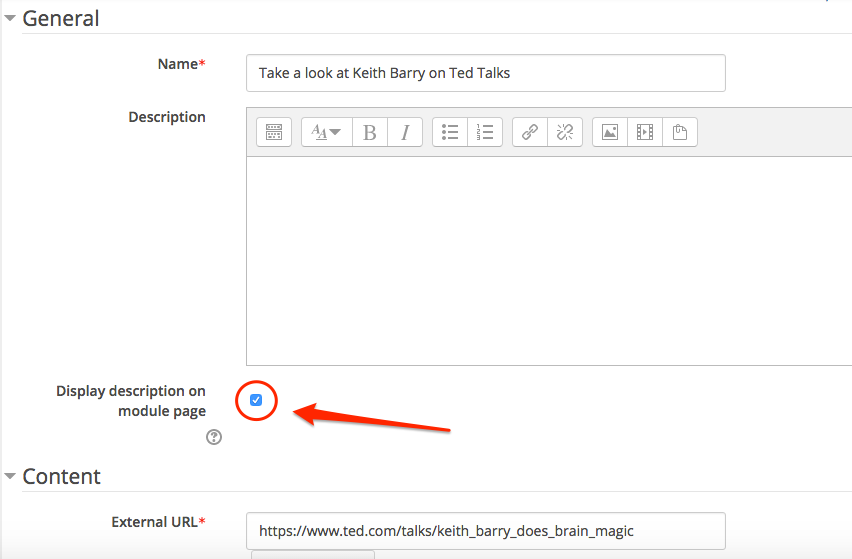 General
Name*
Take a look at Keith Barry on Ted Talks
Description
Display description on
module page
Content
External URL*
https://www.ted.com/talks/keith_barry_does_brain_magic